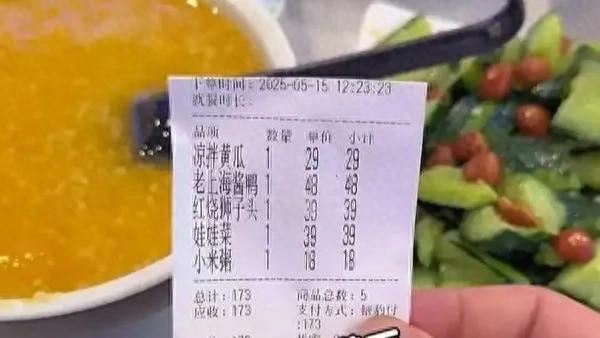 下单时间: 2025-05-15 12:23:23
就餐时长:
品项 数量 单价 小计
凉拌黄瓜 1 29 29
老上海酱鸭 1 48 48
红烧狮子头 1 39 39
娃娃菜 1 39 39
小米粥 1 18 18
总计: 173 商品总数: 5
应收: 173 支付方式:
:173